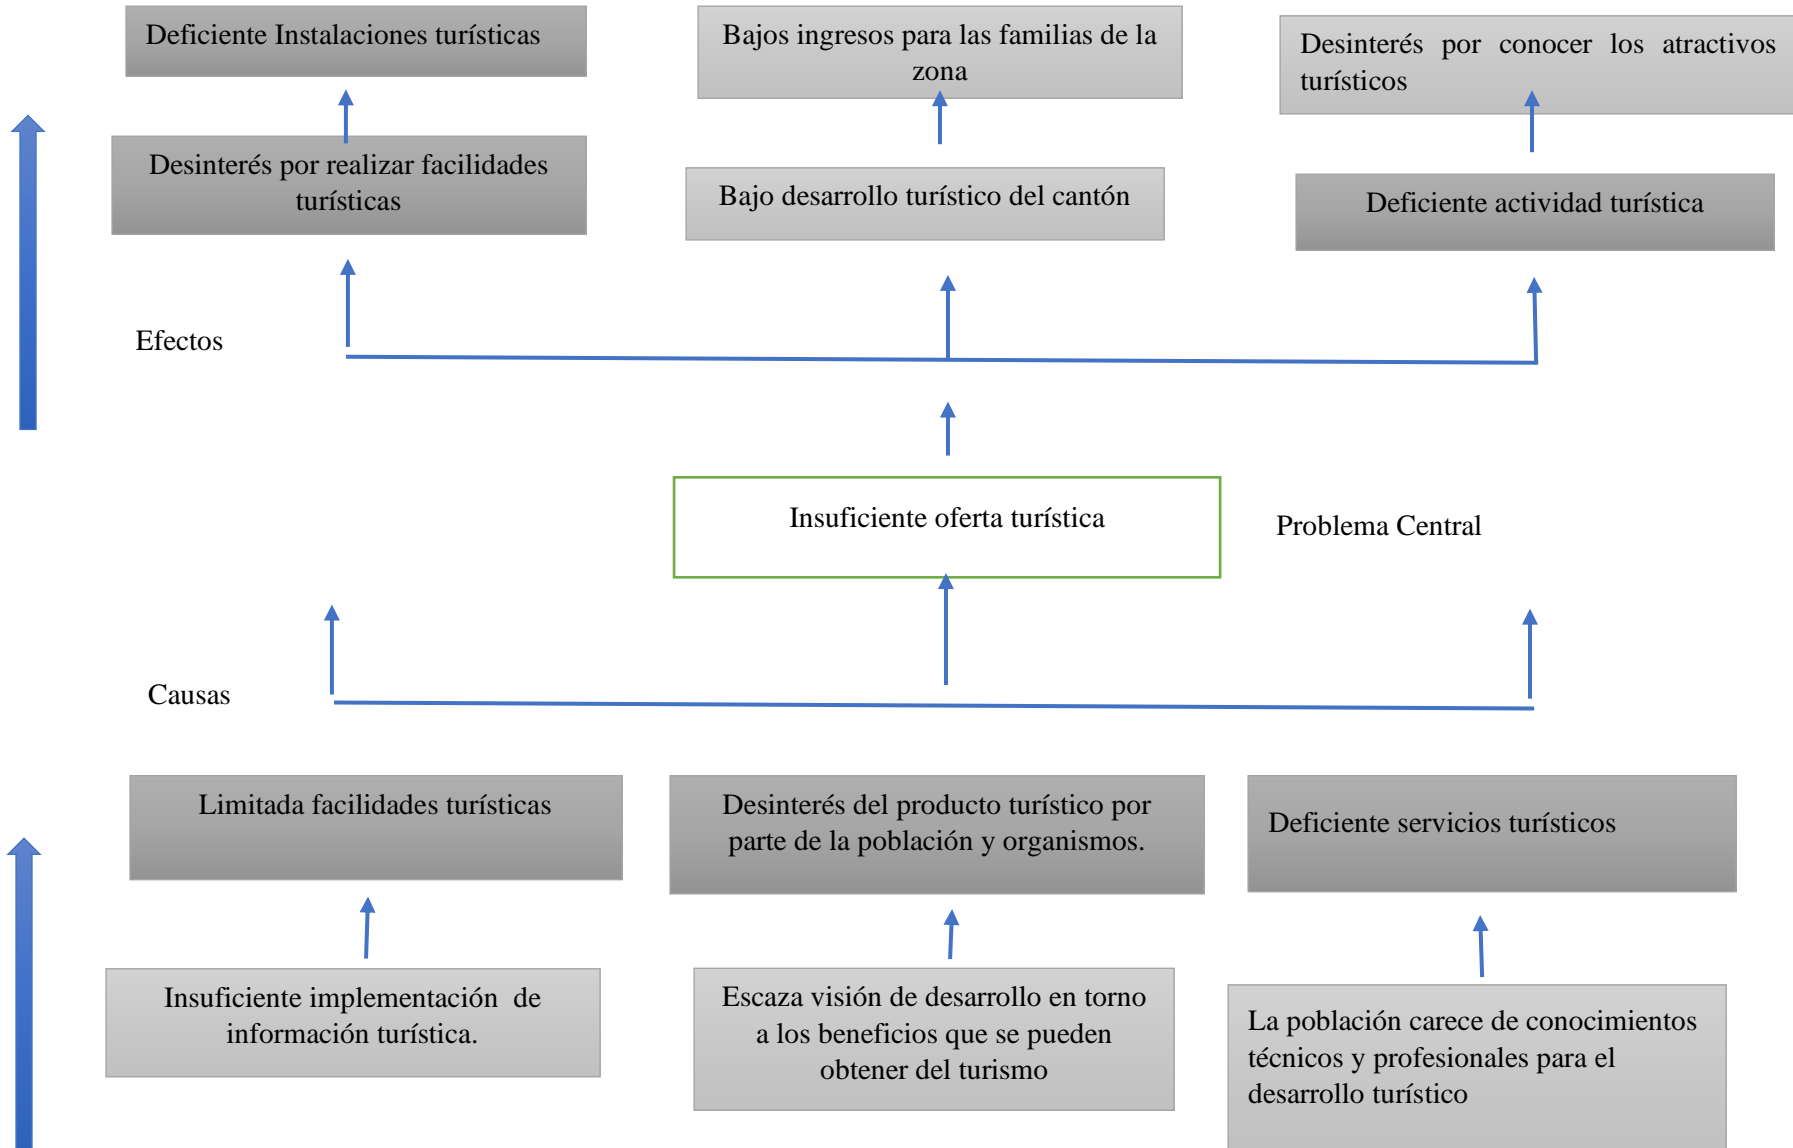 Deficiente Instalaciones turísticas
Bajos ingresos para las familias de la
zona
Desinterés por conocer los atractivos
turísticos
Desinterés por realizar facilidades
turísticas
Bajo desarrollo turístico del cantón
Deficiente actividad turística
Efectos
Insuficiente oferta turística
Problema Central
Causas
Limitada facilidades turísticas
Desinterés del producto turístico por
parte de la población y organismos.
Deficiente servicios turísticos
Insuficiente implementación de
información turística.
Escaza visión de desarrollo en torno
a los beneficios que se pueden
obtener del turismo
La población carece de conocimientos
técnicos y profesionales para el
desarrollo turístico